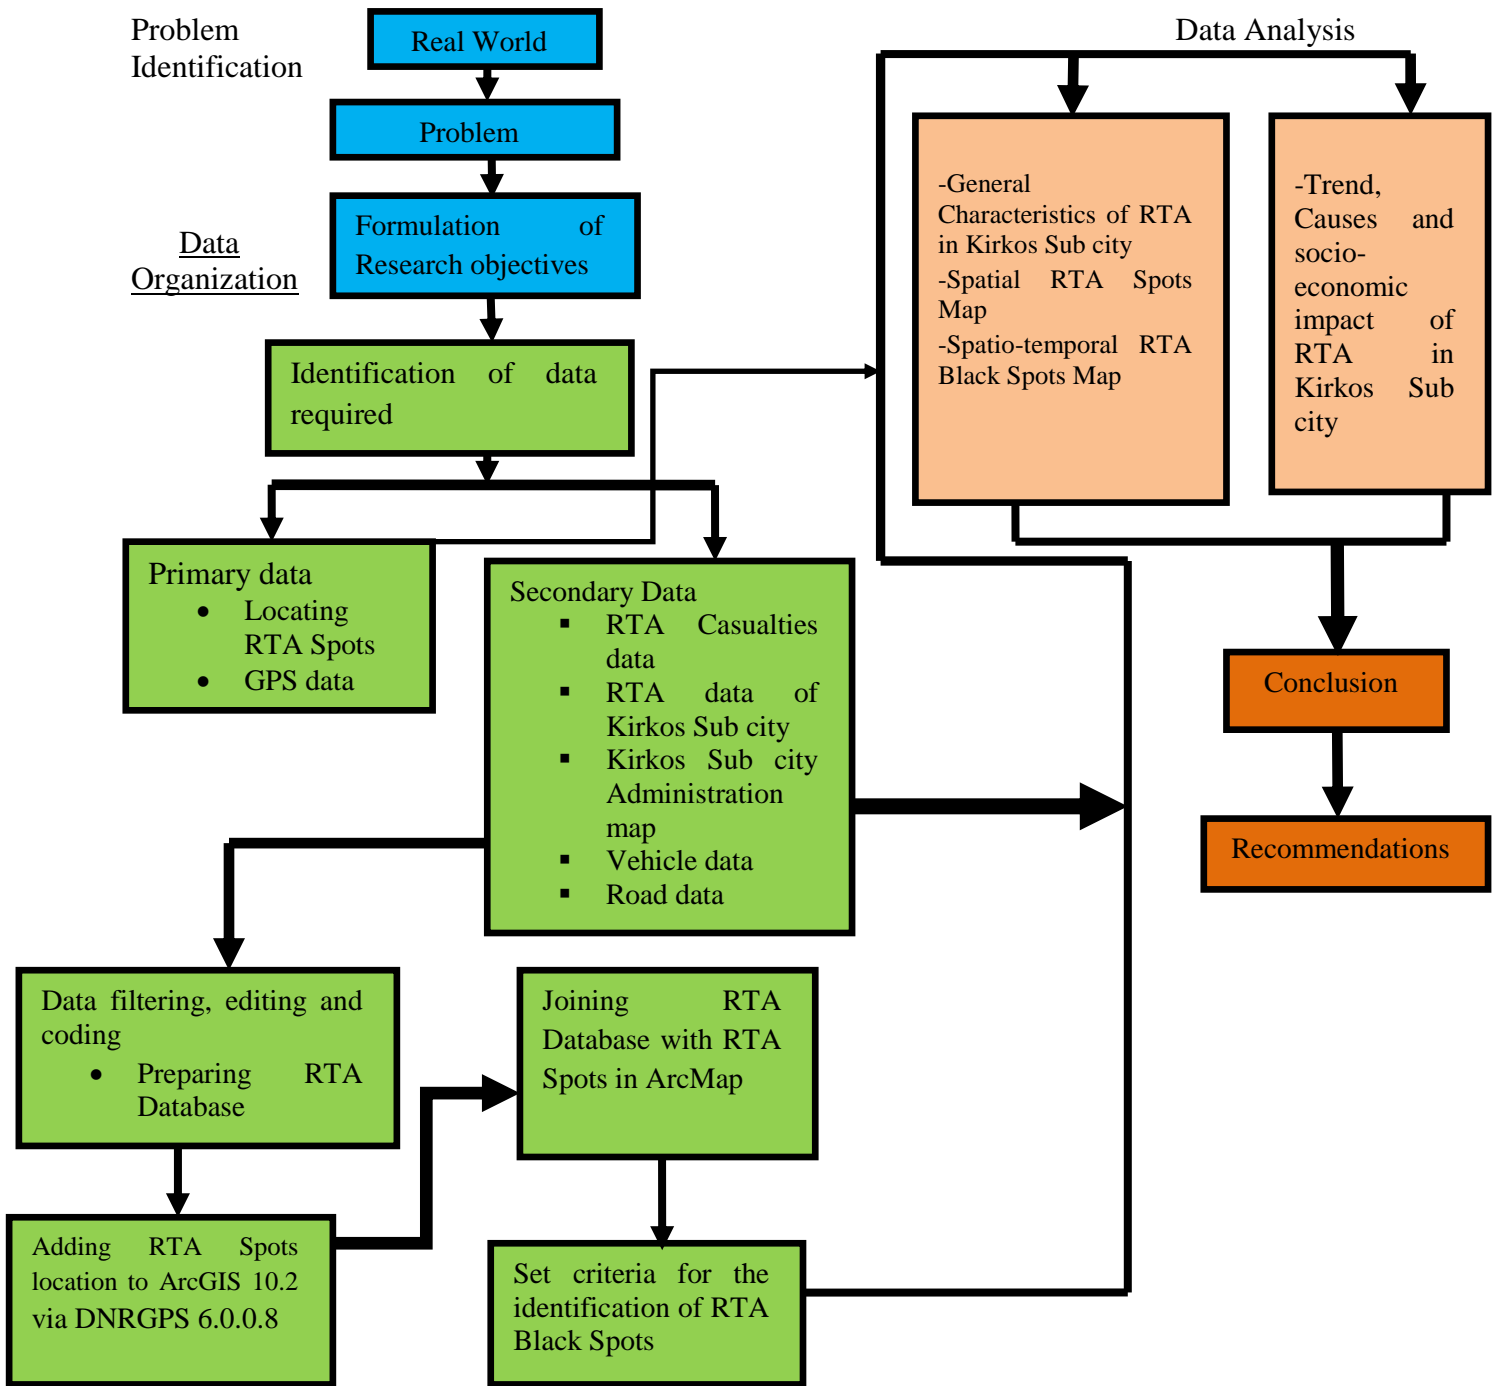 Problem
Identification
Real World
Problem
Formulation of
Research objectives
Data
Organization
Identification of data
required
Primary data
• Locating
RTA Spots
• GPS data
Secondary Data
▪ RTA Casualties
data
▪ RTA data of
Kirkos Sub city
▪ Kirkos Sub city
Administration
map
▪ Vehicle data
▪ Road data
Data filtering, editing and
coding
• Preparing RTA
Database
Adding RTA Spots
location to ArcGIS 10.2
via DNRGPS 6.0.0.8
Joining RTA
Database with RTA
Spots in ArcMap
Set criteria for the
identification of RTA
Black Spots
Data Analysis
-General
Characteristics of RTA
in Kirkos Sub city
-Spatial RTA Spots
Map
-Spatio-temporal RTA
Black Spots Map
-Trend,
Causes and
socio-
economic
impact of
RTA in
Kirkos Sub
city
Conclusion
Recommendations